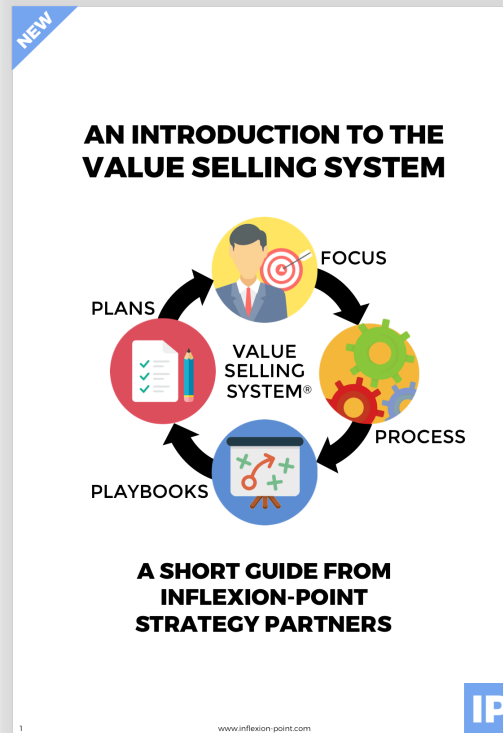 NEW
AN INTRODUCTION TO THE
VALUE SELLING SYSTEM
FOCUS
PLANS
VALUE
SELLING
SYSTEM®
PROCESS
PLAYBOOKS
A SHORT GUIDE FROM
INFLEXION-POINT
STRATEGY PARTNERS
IP
1
www.inflexion-point.com